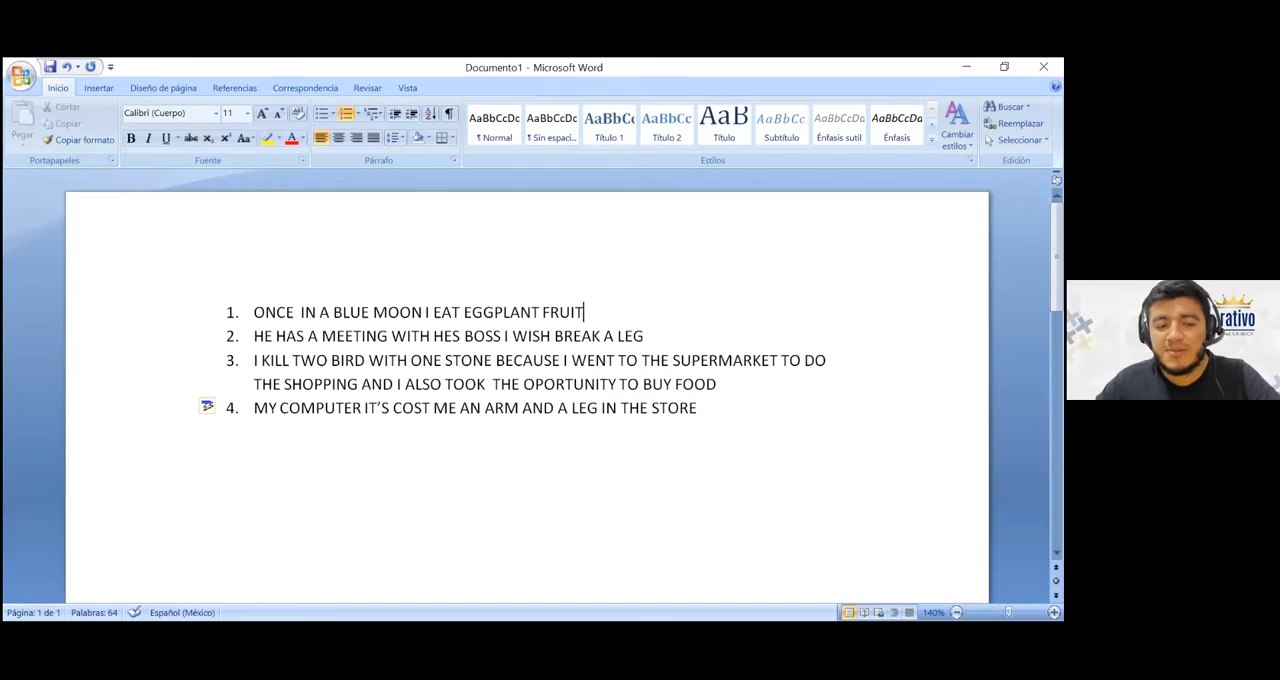 Documento1 - Microsoft Word
Inicio Insertar Diseño de página Referencias Correspondencia Revisar Vista
Pegar
Cortar
Copiar
Copiar formato
Portapapeles
Calibri (Cuerpo) 11
Fuente
Párrafo
AaBbCcDc AaBbCcDc AaBbCc AaBbCc AaB AaBbCc AaBbCcDd AaBbCcDd
¶ Normal ¶ Sin espaci... Título 1 Título 2 Título Subtítulo Énfasis sutil Énfasis
Cambiar estilos
Estilos
Buscar
Reemplazar
Seleccionar
Edición
1. ONCE IN A BLUE MOON I EAT EGGPLANT FRUIT
2. HE HAS A MEETING WITH HES BOSS I WISH BREAK A LEG
3. I KILL TWO BIRD WITH ONE STONE BECAUSE I WENT TO THE SUPERMARKET TO DO
THE SHOPPING AND I ALSO TOOK THE OPORTUNITY TO BUY FOOD
4. MY COMPUTER IT'S COST ME AN ARM AND A LEG IN THE STORE
rativo
S.A. de C.V.
Página: 1 de 1 Palabras: 64 Español (México) 140%